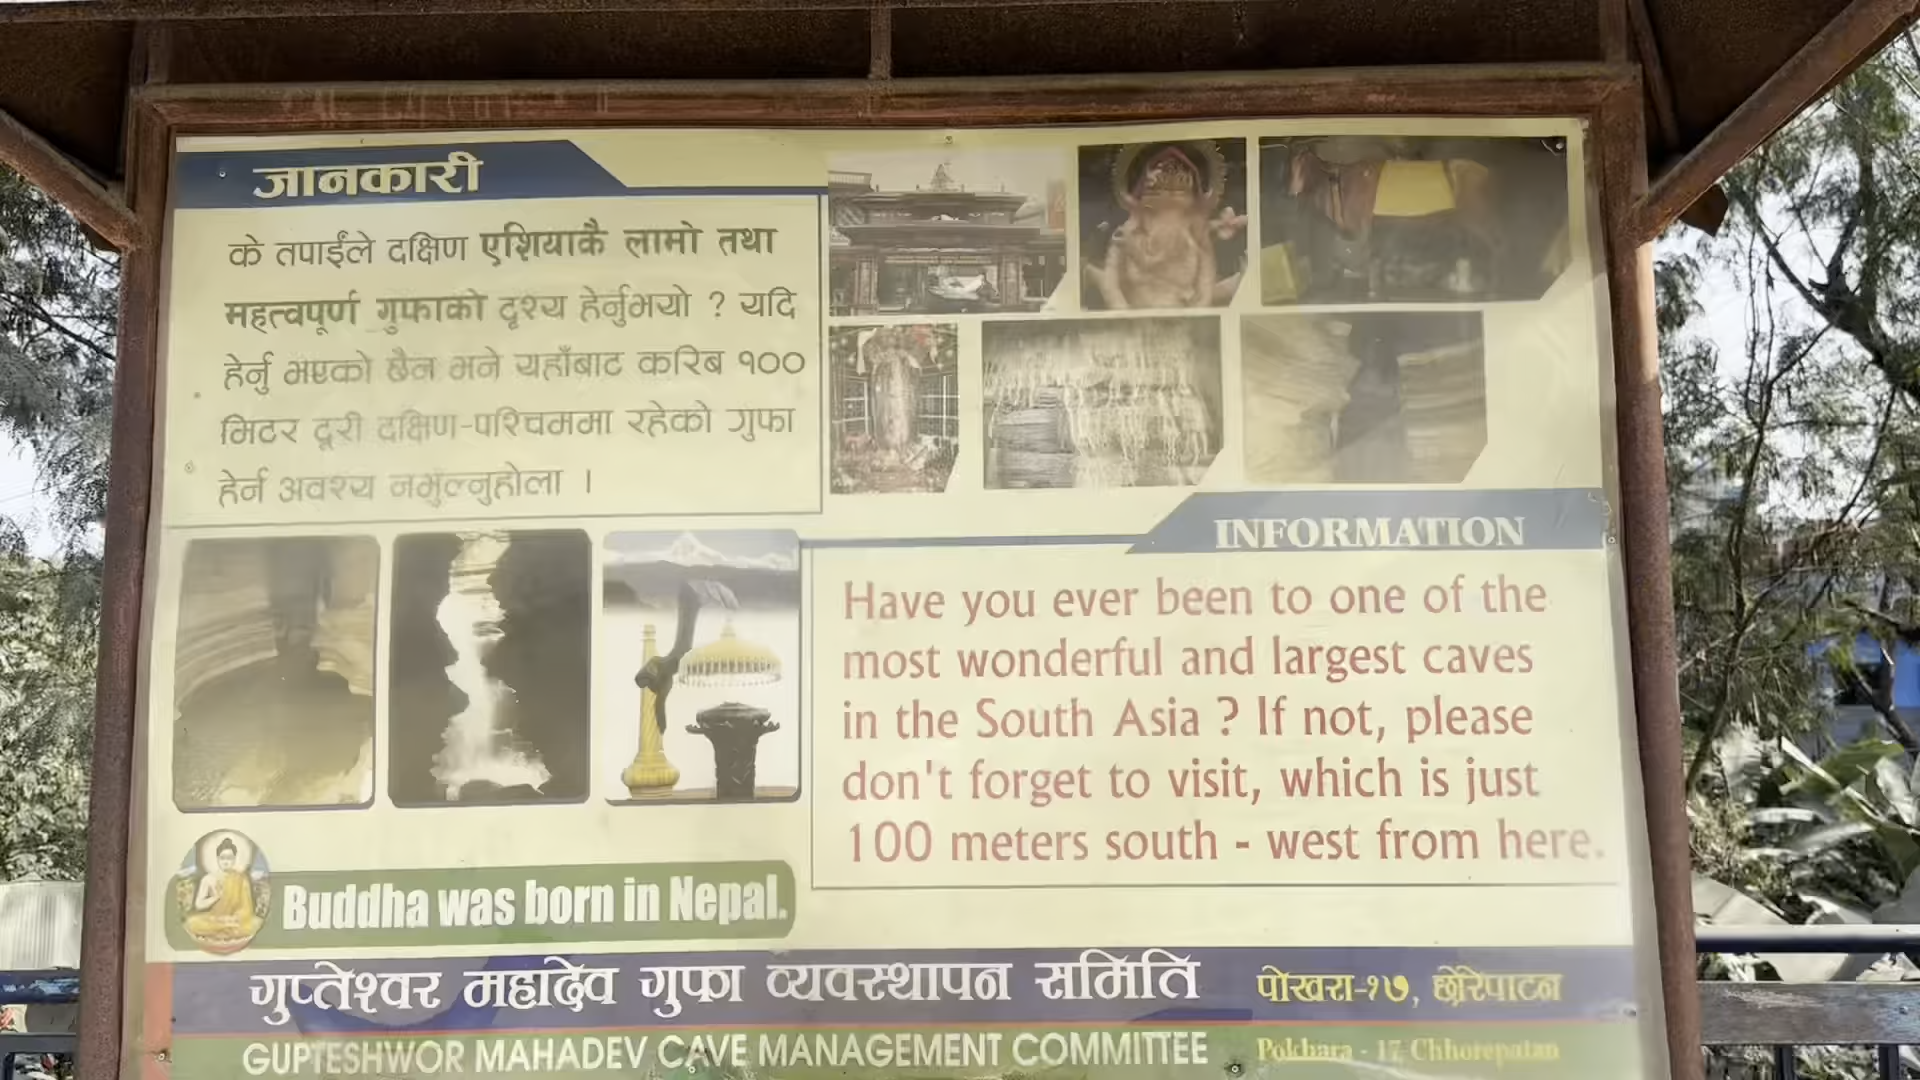 जानकारी
के तपाईंले दक्षिण एशियाकै लामो तथा
महत्वपूर्ण गुफाको दृश्य हेर्नुभयो ? यदि
हेर्नु भएको छैन भने यहाँबाट करिब १००
मिटर दूरी दक्षिण-पश्चिममा रहेको गुफा
हेर्न अवश्य नभुल्नुहोला ।
INFORMATION
Have you ever been to one of the
most wonderful and largest caves
in the South Asia ? If not, please
don't forget to visit, which is just
100 meters south - west from here.
Buddha was born in Nepal.
गुप्तेश्वर महादेव गुफा व्यवस्थापन समिति
पोखरा-१७, छोरेपाटन
GUPTESHWOR MAHADEV CAVE MANAGEMENT COMMITTEE
Pokhara - 17 Chhorepatan